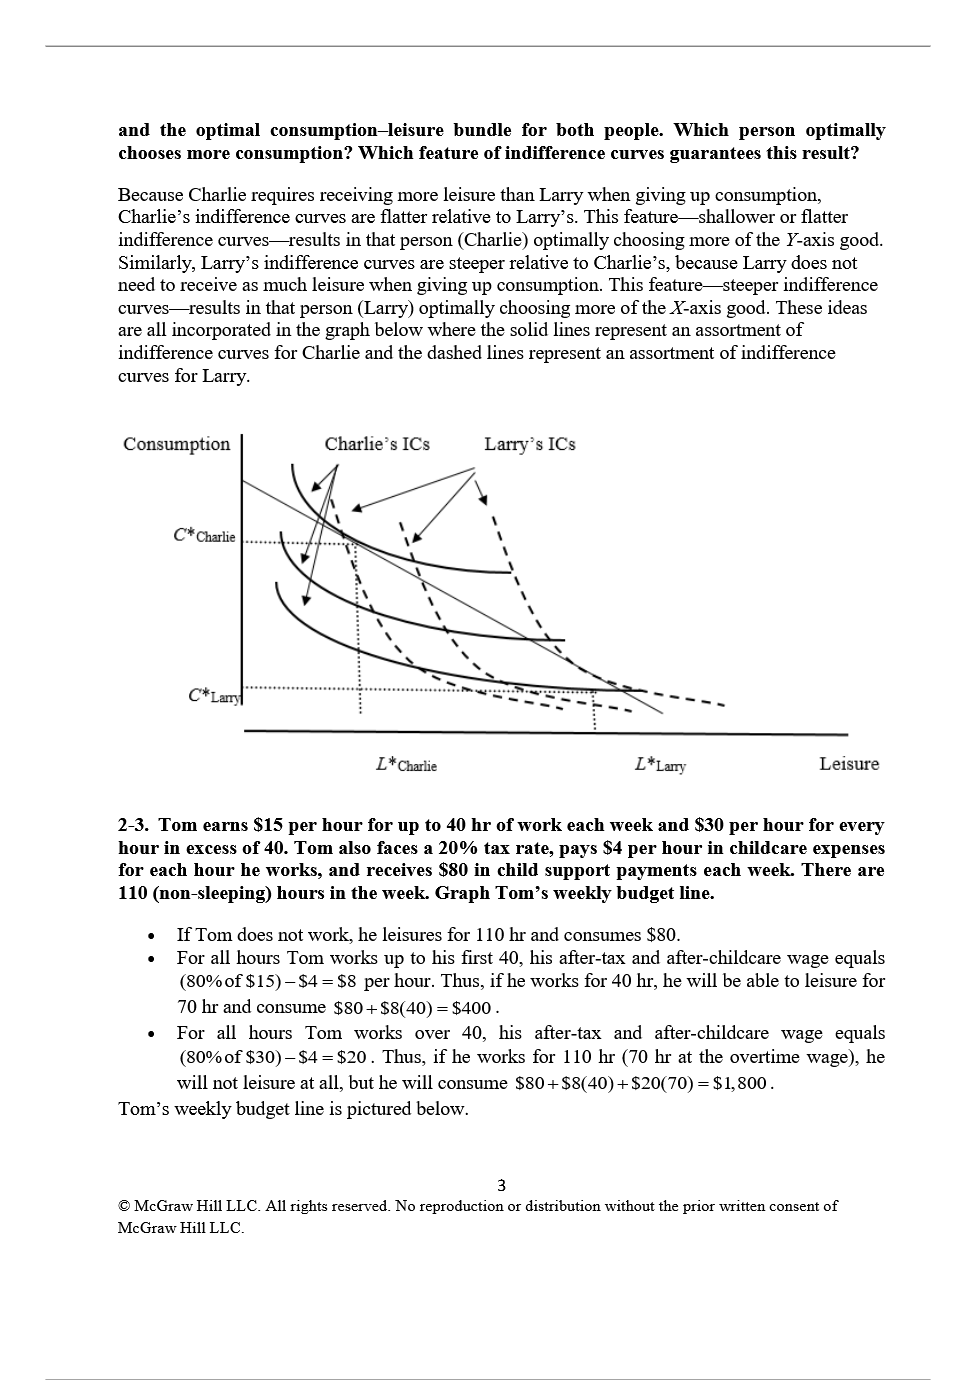 and the optimal consumption–leisure bundle for both people. Which person optimally
chooses more consumption? Which feature of indifference curves guarantees this result?
Because Charlie requires receiving more leisure than Larry when giving up consumption,
Charlie’s indifference curves are flatter relative to Larry’s. This feature—shallower or flatter
indifference curves—results in that person (Charlie) optimally choosing more of the Y-axis good.
Similarly, Larry’s indifference curves are steeper relative to Charlie’s, because Larry does not
need to receive as much leisure when giving up consumption. This feature—steeper indifference
curves—results in that person (Larry) optimally choosing more of the X-axis good. These ideas
are all incorporated in the graph below where the solid lines represent an assortment of
indifference curves for Charlie and the dashed lines represent an assortment of indifference
curves for Larry.
Consumption Charlie’s ICs Larry’s ICs
C*Charlie
C*Larry
L*Charlie L*Larry Leisure
2-3. Tom earns $15 per hour for up to 40 hr of work each week and $30 per hour for every
hour in excess of 40. Tom also faces a 20% tax rate, pays $4 per hour in childcare expenses
for each hour he works, and receives $80 in child support payments each week. There are
110 (non-sleeping) hours in the week. Graph Tom’s weekly budget line.
• If Tom does not work, he leisures for 110 hr and consumes $80.
• For all hours Tom works up to his first 40, his after-tax and after-childcare wage equals
(80% of $15) – $4 = $8 per hour. Thus, if he works for 40 hr, he will be able to leisure for
70 hr and consume $80 + $8(40) = $400 .
• For all hours Tom works over 40, his after-tax and after-childcare wage equals
(80% of $30) – $4 = $20 . Thus, if he works for 110 hr (70 hr at the overtime wage), he
will not leisure at all, but he will consume $80 + $8(40) + $20(70) = $1,800 .
Tom’s weekly budget line is pictured below.
3
© McGraw Hill LLC. All rights reserved. No reproduction or distribution without the prior written consent of
McGraw Hill LLC.